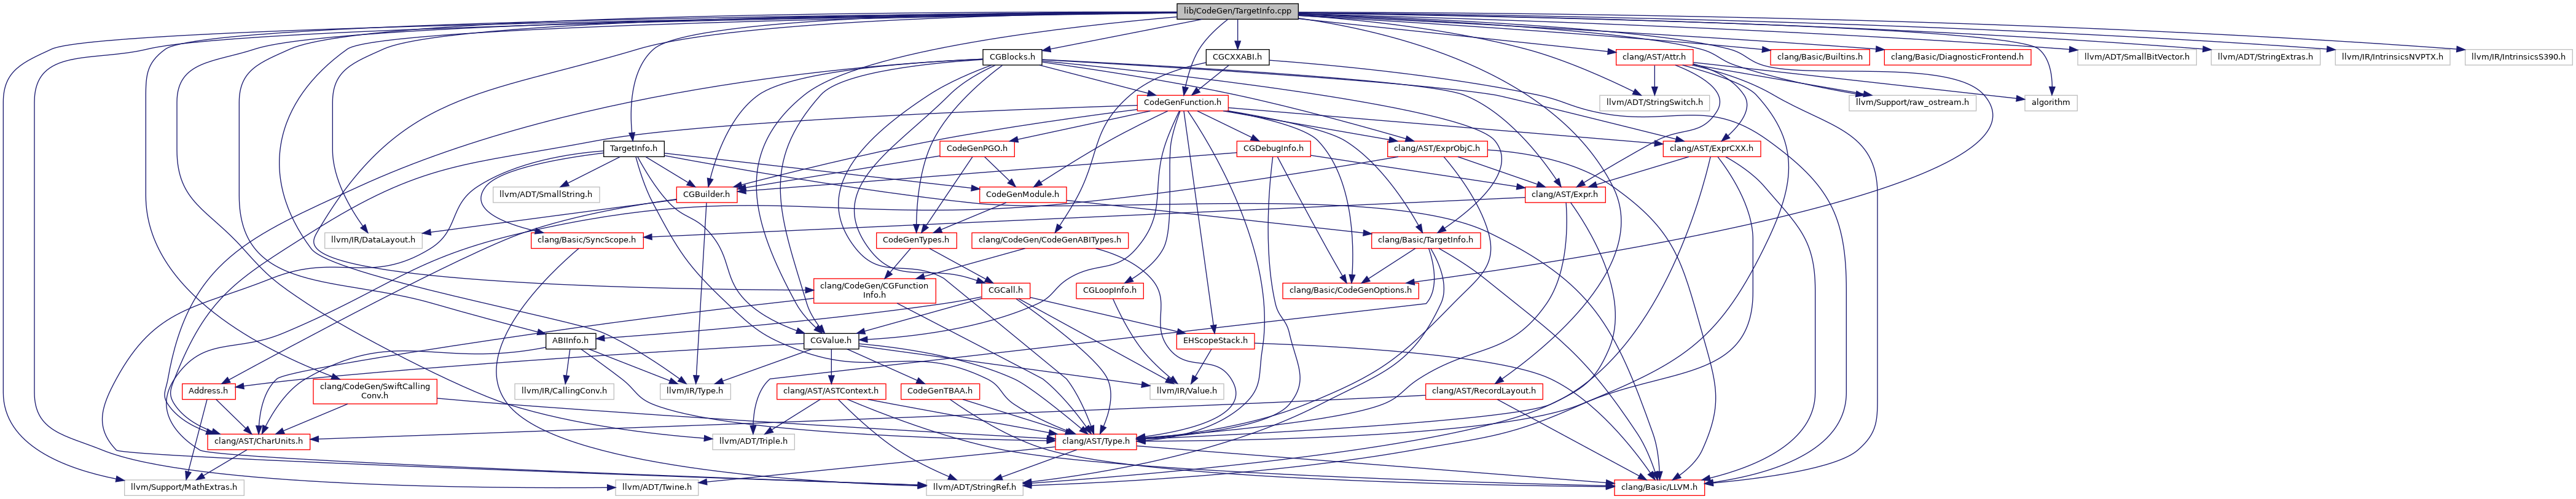 lib/CodeGen/TargetInfo.cpp
CGBlocks.h
CGCXXABI.h
clang/AST/Attr.h
clang/Basic/Builtins.h
clang/Basic/DiagnosticFrontend.h
llvm/ADT/SmallBitVector.h
llvm/ADT/StringExtras.h
llvm/IR/IntrinsicsNVPTX.h
llvm/IR/IntrinsicsS390.h
CodeGenFunction.h
llvm/ADT/StringSwitch.h
llvm/Support/raw_ostream.h
algorithm
TargetInfo.h
CodeGenPGO.h
CGDebugInfo.h
clang/AST/ExprObjC.h
clang/AST/ExprCXX.h
llvm/ADT/SmallString.h
CGBuilder.h
CodeGenModule.h
clang/AST/Expr.h
llvm/IR/DataLayout.h
clang/Basic/SyncScope.h
CodeGenTypes.h
clang/CodeGen/CodeGenABITypes.h
clang/Basic/TargetInfo.h
clang/CodeGen/CGFunction
Info.h
CGCall.h
CGLoopInfo.h
clang/Basic/CodeGenOptions.h
ABIInfo.h
CGValue.h
EHScopeStack.h
Address.h
clang/CodeGen/SwiftCalling
Conv.h
llvm/IR/CallingConv.h
llvm/IR/Type.h
clang/AST/ASTContext.h
CodeGenTBAA.h
llvm/IR/Value.h
clang/AST/RecordLayout.h
clang/AST/CharUnits.h
llvm/ADT/Triple.h
clang/AST/Type.h
llvm/Support/MathExtras.h
llvm/ADT/Twine.h
llvm/ADT/StringRef.h
clang/Basic/LLVM.h